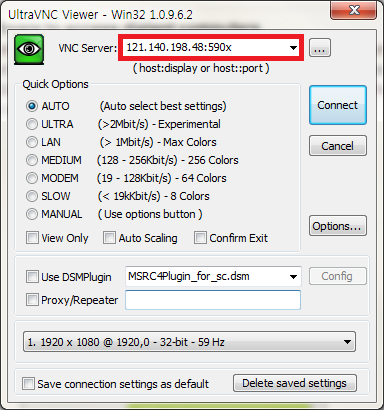 UltraVNC Viewer - Win32 1.0.9.6.2
VNC Server: 121.140.198.48:590x ...
( host:display or host::port )
Quick Options
AUTO (Auto select best settings)
ULTRA (>2Mbit/s) - Experimental
LAN (> 1Mbit/s) - Max Colors
MEDIUM (128 - 256Kbit/s) - 256 Colors
MODEM (19 - 128Kbit/s) - 64 Colors
SLOW (< 19kKbit/s) - 8 Colors
MANUAL (Use options button )
View Only Auto Scaling Confirm Exit
Connect
Cancel
Options...
Use DSMPlugin MSRC4Plugin_for_sc.dsm Config
Proxy/Repeater
1. 1920 x 1080 @ 1920,0 - 32-bit - 59 Hz
Save connection settings as default Delete saved settings